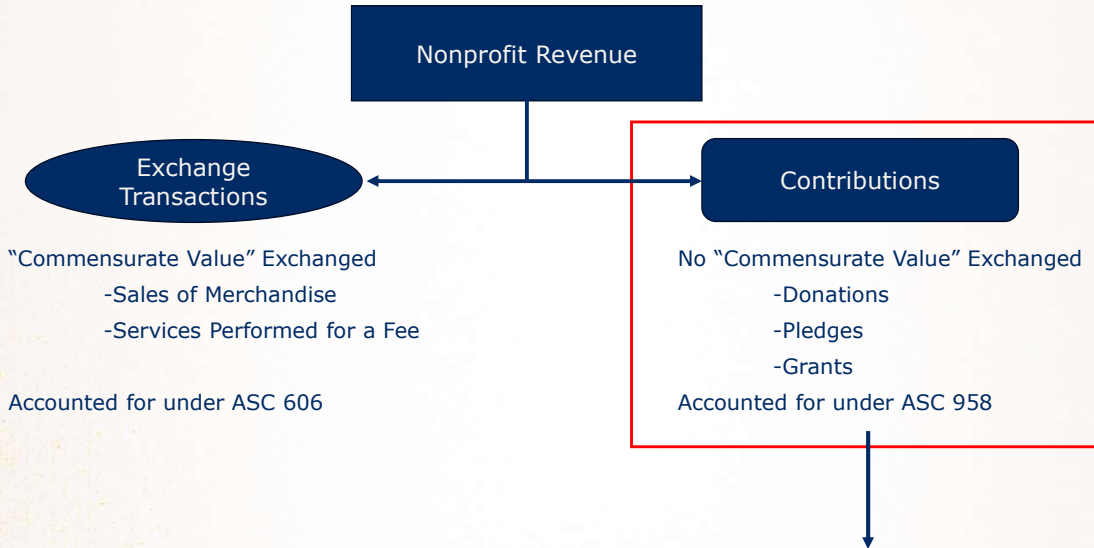 Nonprofit Revenue
Exchange
Transactions
"Commensurate Value" Exchanged
-Sales of Merchandise
-Services Performed for a Fee
Accounted for under ASC 606
Contributions
No "Commensurate Value" Exchanged
-Donations
-Pledges
-Grants
Accounted for under ASC 958